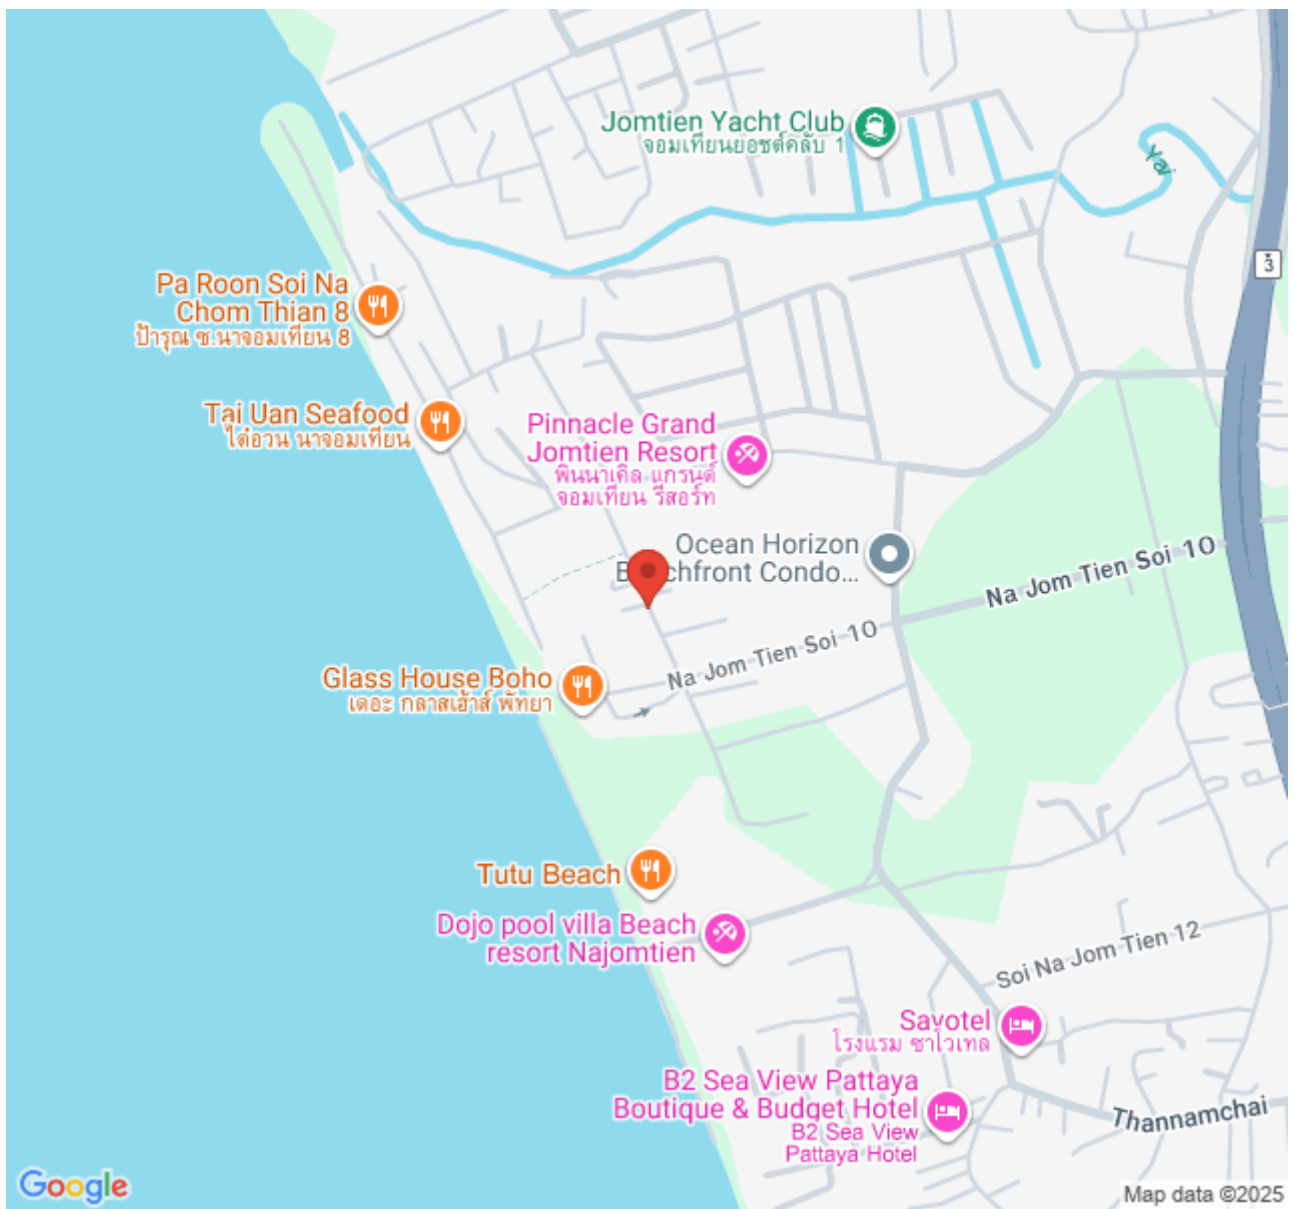 Jomtien Yacht Club
จอมเทียนยอชต์คลับ 1
Yai
3
Pa Roon Soi Na
Chom Thian 8
ป้ารุณ ซ.นาจอมเทียน 8
Tai Uan Seafood
ไต๋อวน นาจอมเทียน
Pinnacle Grand
Jomtien Resort
พินนาเคิล แกรนด์
จอมเทียน รีสอร์ท
Ocean Horizon
B chfront Condo...
Na Jom Tien Soi 10
Na Jom Tien Soi 10
Glass House Boho
เดอะ กลาสเฮ้าส์ พัทยา
Tutu Beach
Dojo pool villa Beach
resort Najomtien
Soi Na Jom Tien 12
Savotel
โรงแรม ซาโวเทล
B2 Sea View Pattaya
Boutique & Budget Hotel
B2 Sea View
Pattaya Hotel
Thannamchai
Google
Map data ©2025